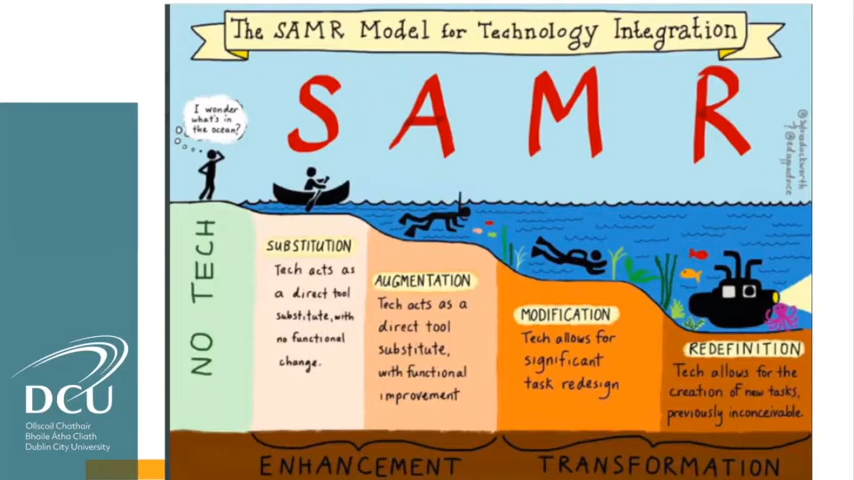 The SAMR Model for Technology Integration
S A M R
I wonder
what's in
the ocean?
@sylviaduckworth
NO TECH
SUBSTITUTION
Tech acts as
a direct tool
substitute, with
no functional
change.
AUGMENTATION
Tech acts as a
direct tool
substitute,
with functional
improvement
MODIFICATION
Tech allows for
significant
task redesign
REDEFINITION
Tech allows for the
creation of new tasks,
previously inconceivable.
ENHANCEMENT
TRANSFORMATION
DCU
Ollscoil Chathair
Bhaile Átha Cliath
Dublin City University